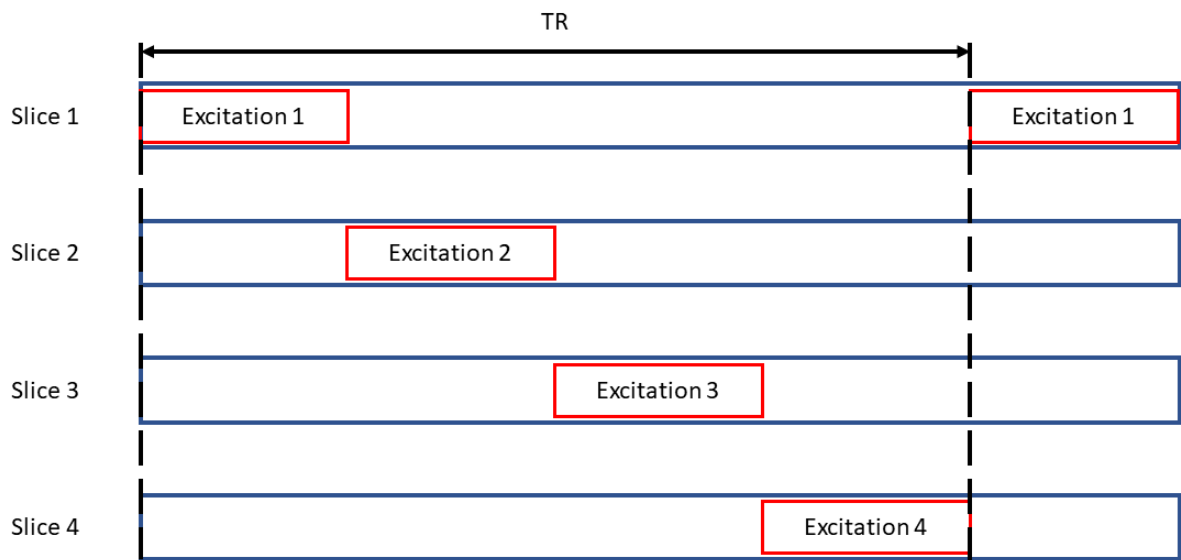 TR
Slice 1 Excitation 1 Excitation 1
Slice 2 Excitation 2
Slice 3 Excitation 3
Slice 4 Excitation 4